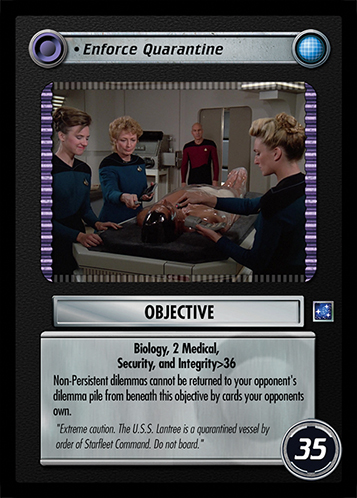 • Enforce Quarantine
OBJECTIVE
Biology, 2 Medical,
Security, and Integrity>36
Non-Persistent dilemmas cannot be returned to your opponent's
dilemma pile from beneath this objective by cards your opponents
own.
"Extreme caution. The U.S.S. Lantree is a quarantined vessel by
order of Starfleet Command. Do not board."
35